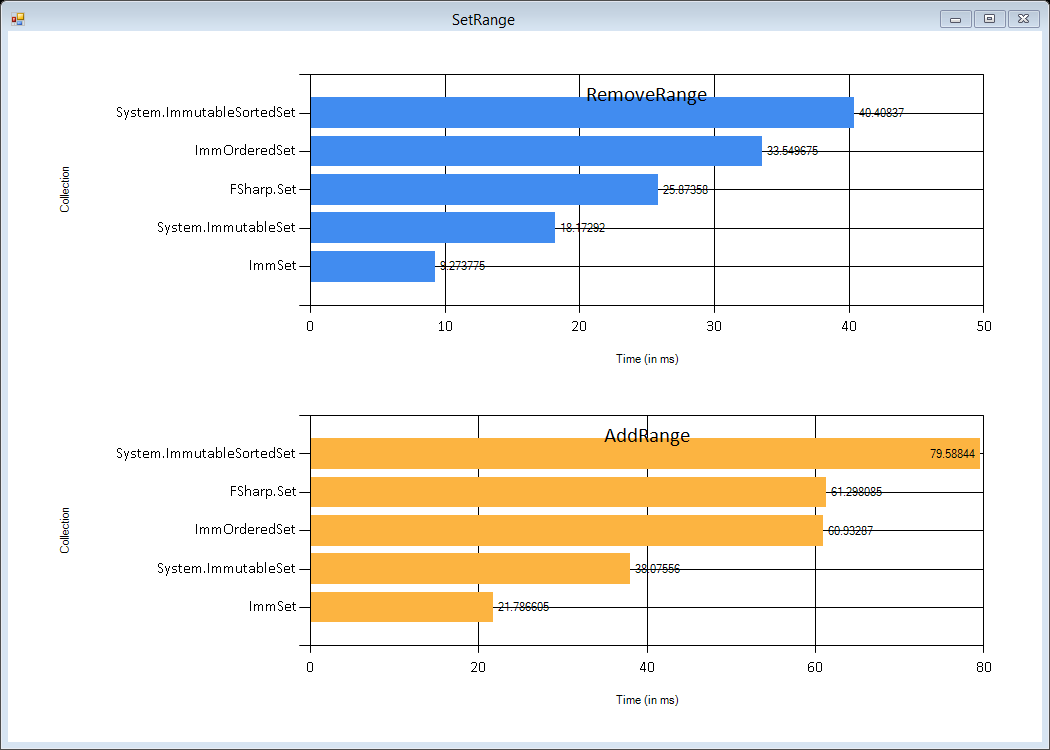 SetRange
RemoveRange
System.ImmutableSortedSet 40.40837
ImmOrderedSet 33.549675
FSharp.Set 25.87358
System.ImmutableSet 18.17292
ImmSet 9.273775
Collection
0 10 20 30 40 50
Time (in ms)
AddRange
System.ImmutableSortedSet 79.58844
FSharp.Set 61.298085
ImmOrderedSet 60.93287
System.ImmutableSet 38.07556
ImmSet 21.786605
Collection
0 20 40 60 80
Time (in ms)